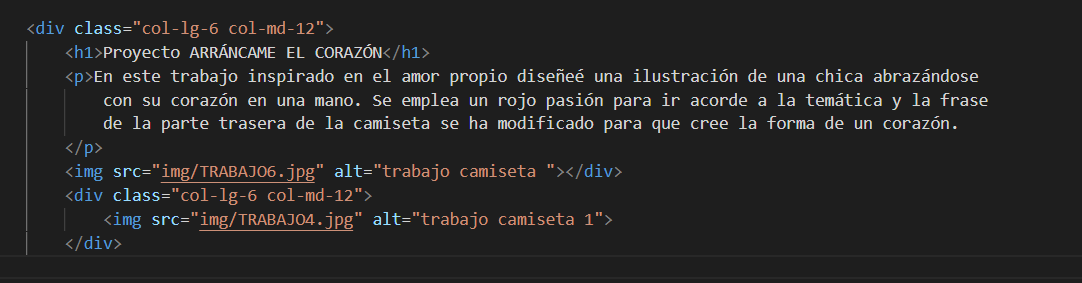 <div class="col-lg-6 col-md-12">
<h1>Proyecto ARRÁNCAME EL CORAZÓN</h1>
<p>En este trabajo inspirado en el amor propio diseñeé una ilustración de una chica abrazándose
con su corazón en una mano. Se emplea un rojo pasión para ir acorde a la temática y la frase
de la parte trasera de la camiseta se ha modificado para que cree la forma de un corazón.
</p>
<img src="img/TRABAJO6.jpg" alt="trabajo camiseta "></div>
<div class="col-lg-6 col-md-12">
<img src="img/TRABAJO4.jpg" alt="trabajo camiseta 1">
</div>